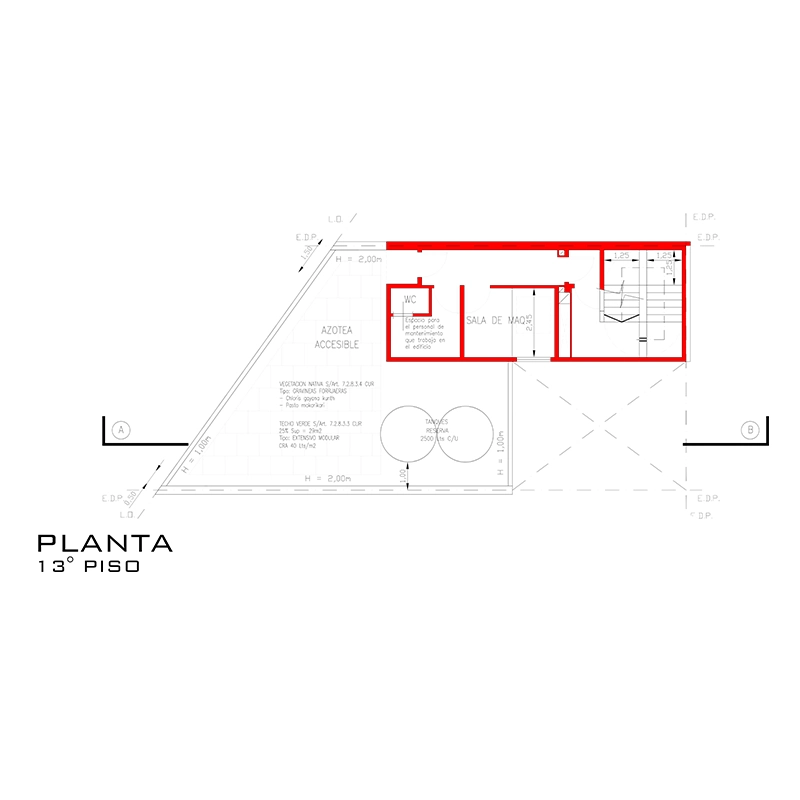 L.O.
E.D.P.
E.D.P.
E.D.P.
1,50
H = 2,00m
1,25
1,25
1,25
WC
Espacio para
el personal de
mantenimiento
que trabaja en
el edificio
SALA DE MAQ.
2,45
AZOTEA
ACCESIBLE
VEGETACION NATIVA S/Art. 7.2.8.3.4 CUR
Tipo: GRAMINEAS FORRAJERAS
- Chloris gayana kunth
- Pasto makarikari
TECHO VERDE S/Art. 7.2.8.3.5 CUR
25% Sup = 29m2
Tipo: EXTENSIVO MODULAR
40 Lts/m2
TANQUES
RESERVA
2500 Lts C/U
A
B
H = 1,00m
H = 1,00m
1,00
H = 2,00m
0,50
E.D.P.
L.O.
E.D.P.
D.P.
PLANTA
13° PISO